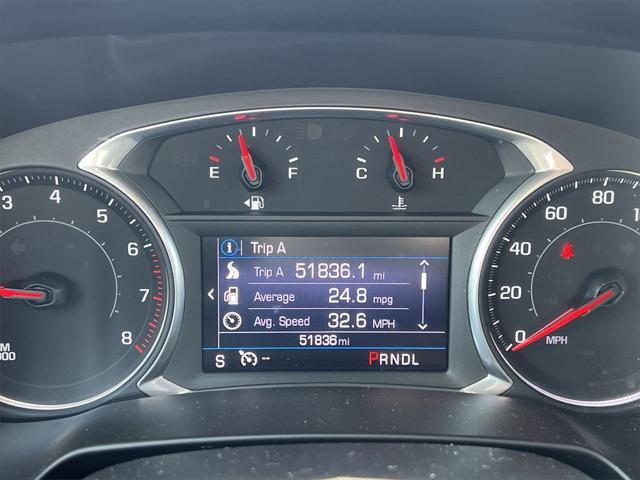 E F
C H
3 4 5 6 7 8
000
i Trip A
Trip A 51836.1 mi
Average 24.8 mpg
Avg. Speed 32.6 MPH
51836 mi
S -- PRNDL
0 20 40 60 80
MPH